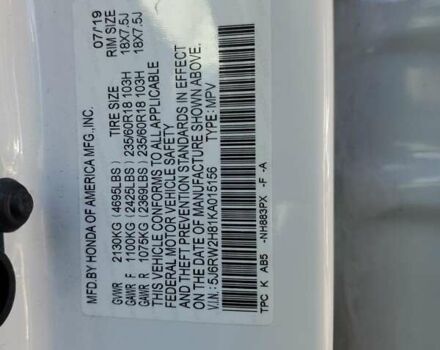 MFD.BY HONDA OF AMERICA MFG.,INC. 07/19
GVWR 2130KG (4695LBS) TIRE SIZE RIM SIZE
GAWR F 1100KG (2425LBS) 235/60R18 103H 18X7.5J
GAWR R 1075KG (2369LBS) 235/60R18 103H 18X7.5J
THIS VEHICLE CONFORMS TO ALL APPLICABLE
FEDERAL MOTOR VEHICLE SAFETY
AND THEFT PREVENTION STANDARDS IN EFFECT
ON THE DATE OF MANUFACTURE SHOWN ABOVE.
V.I.N.: 5J6RW2H81KA015156 TYPE: MPV
TPC K AB5 -NH883PX -F -A